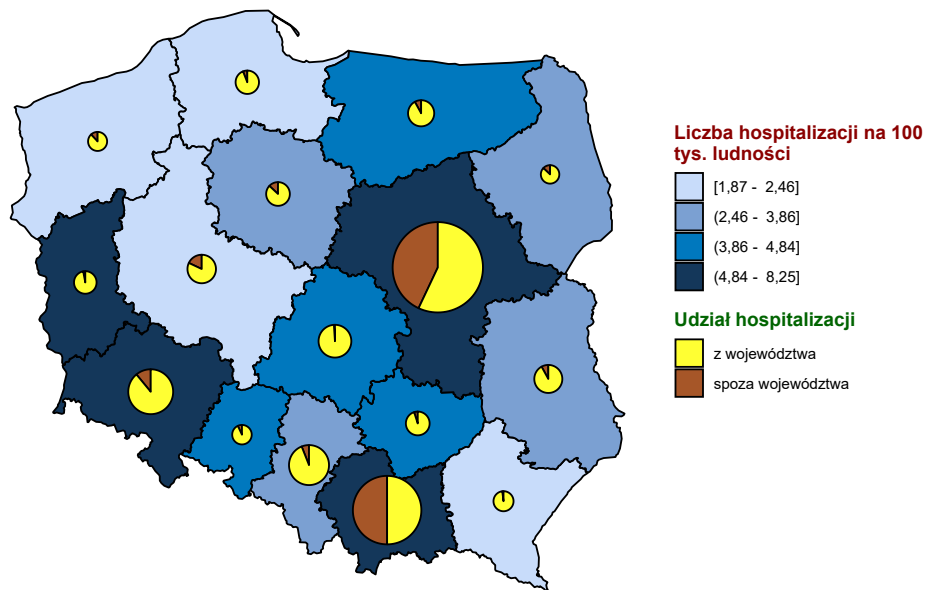 Liczba hospitalizacji na 100
tys. ludności
[1,87 - 2,46]
(2,46 - 3,86]
(3,86 - 4,84]
(4,84 - 8,25]
Udział hospitalizacji
z województwa
spoza województwa